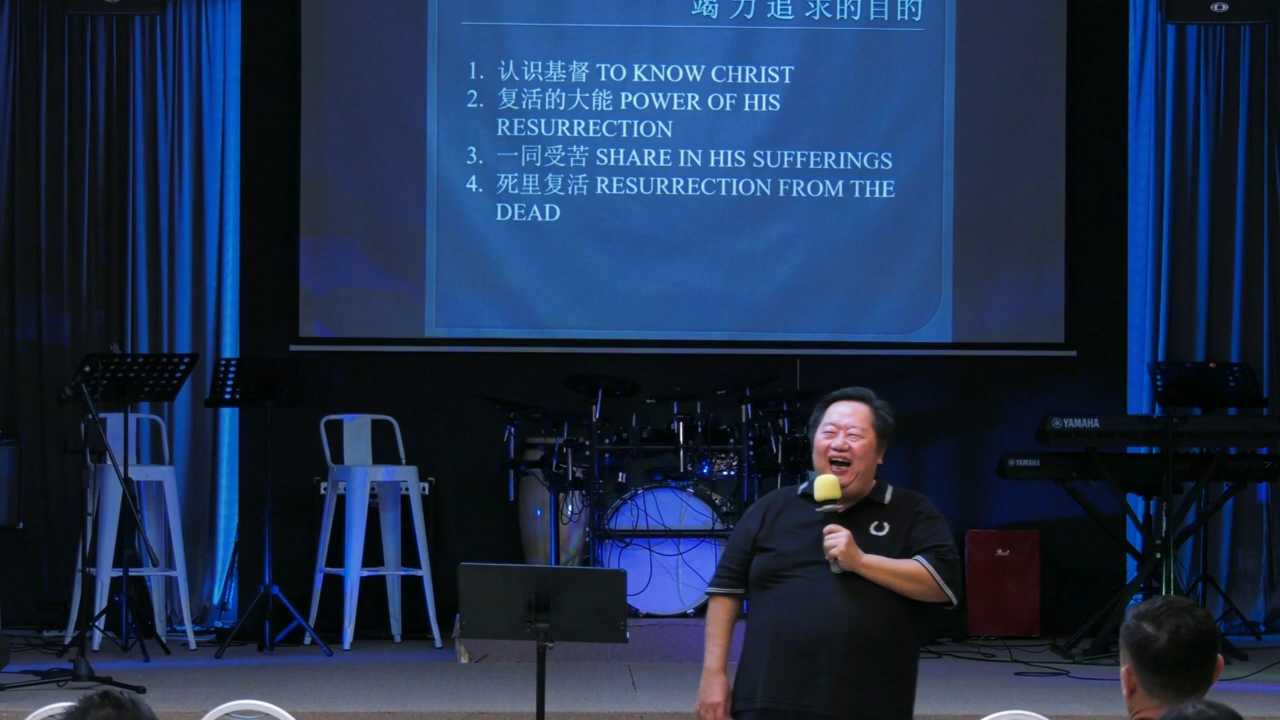 竭力追求的目的
1. 认识基督 TO KNOW CHRIST
2. 复活的大能 POWER OF HIS
RESURRECTION
3. 一同受苦 SHARE IN HIS SUFFERINGS
4. 死里复活 RESURRECTION FROM THE
DEAD
YAMAHA
YAMAHA
Pearl